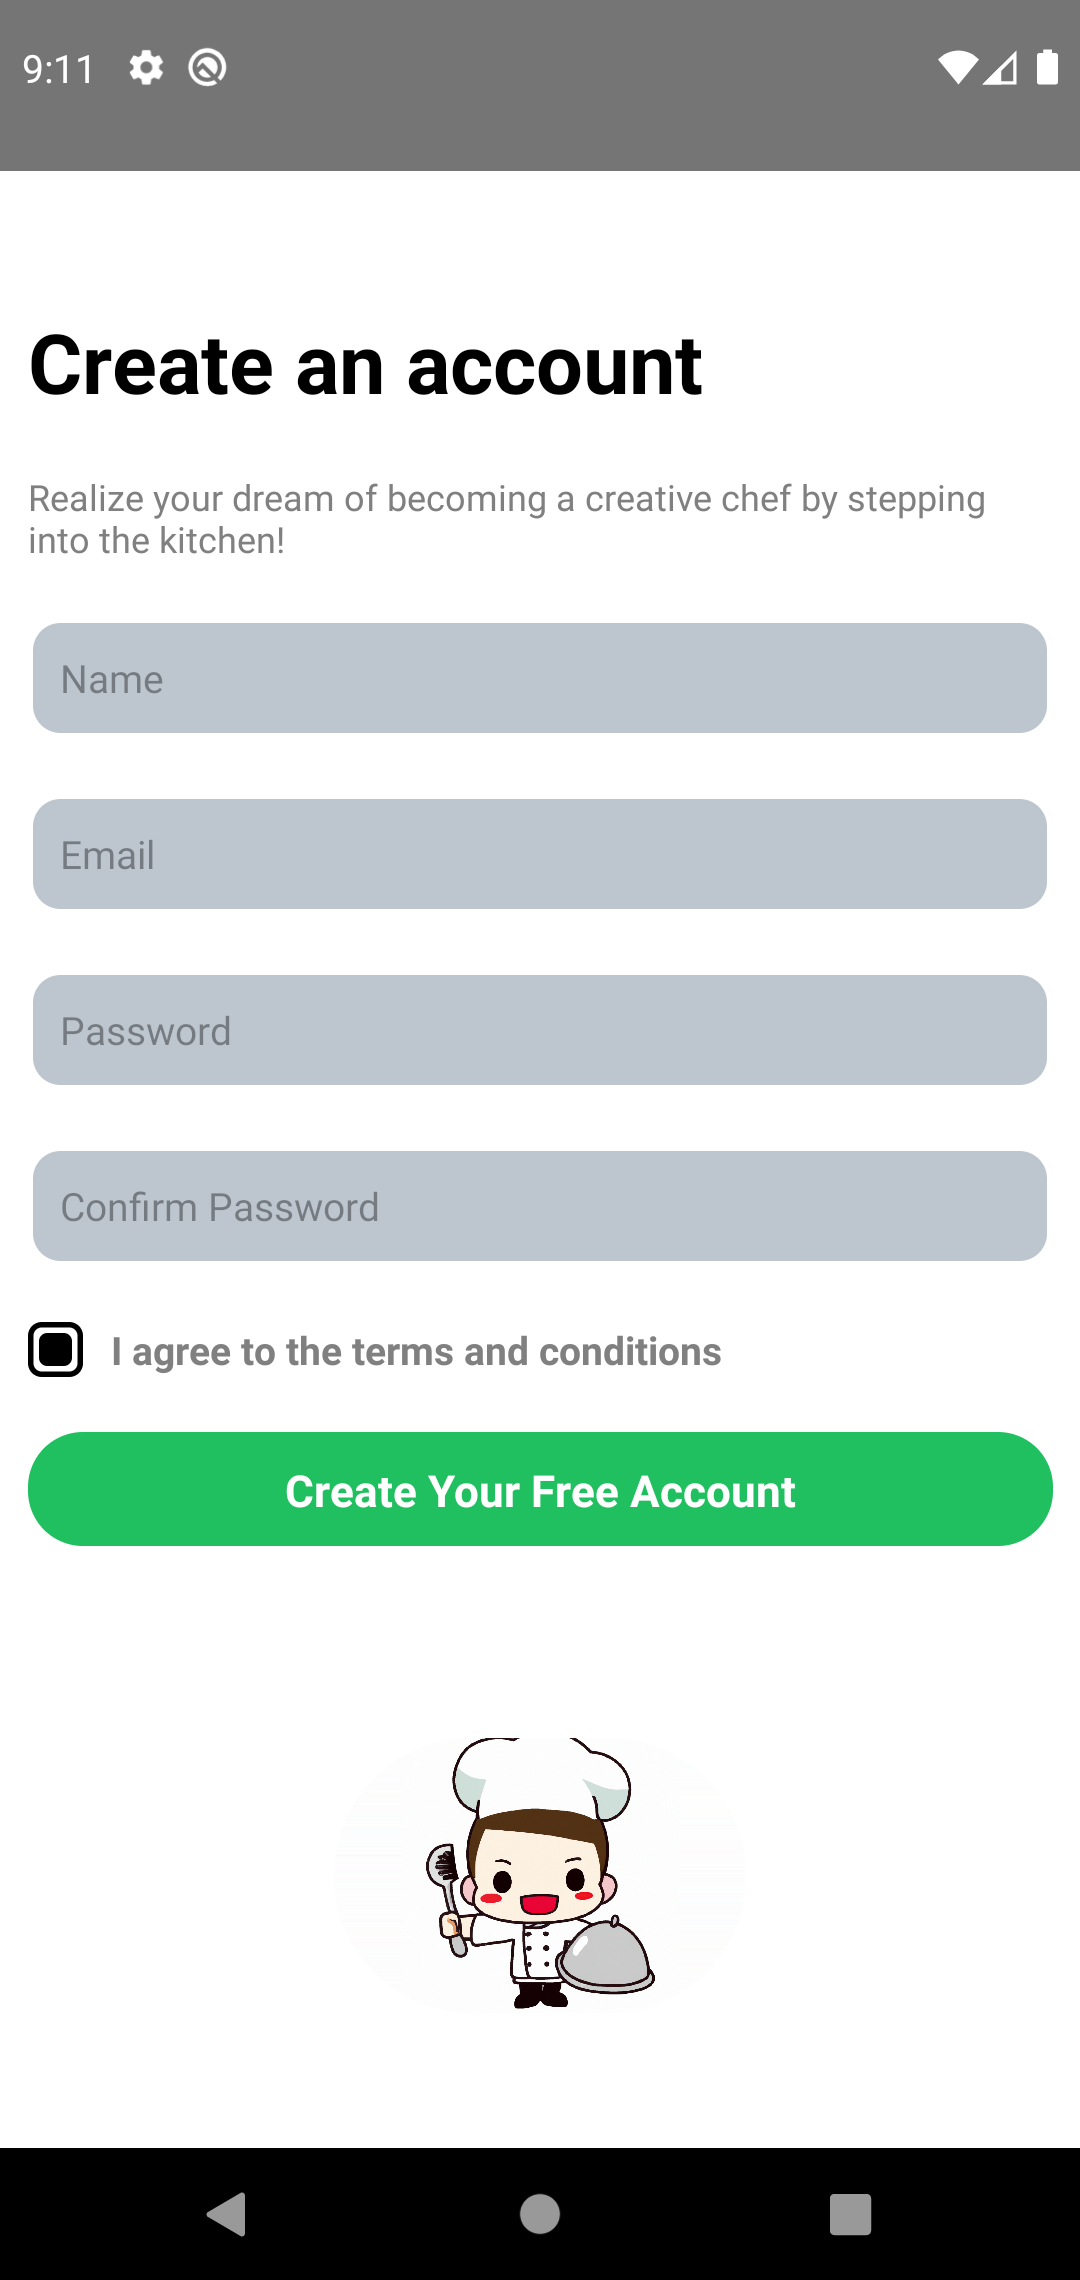 9:11
Create an account
Realize your dream of becoming a creative chef by stepping
into the kitchen!
Name
Email
Password
Confirm Password
I agree to the terms and conditions
Create Your Free Account